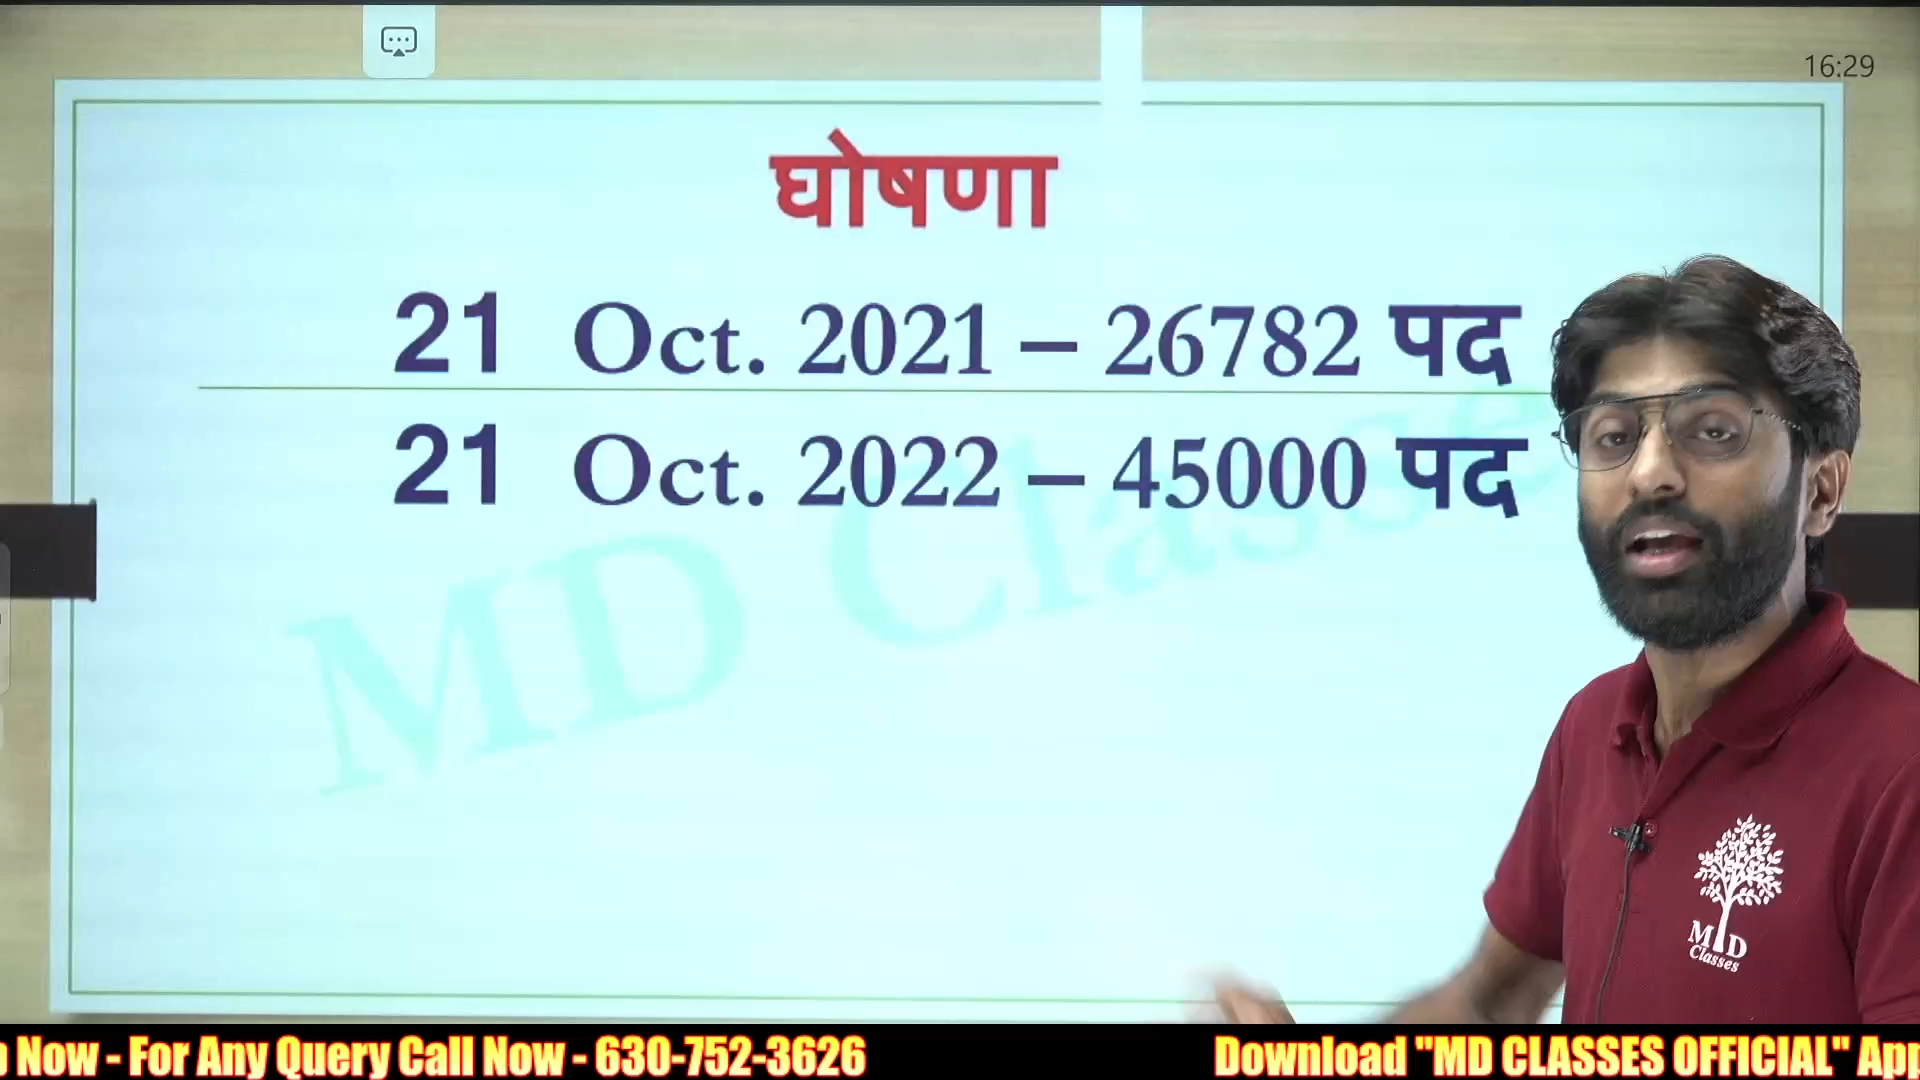 16:29
घोषणा
21 Oct. 2021 – 26782 पद
21 Oct. 2022 – 45000 पद
MD Classes
MD
Classes
Now - For Any Query Call Now - 630-752-3626
Download "MD CLASSES OFFICIAL" App